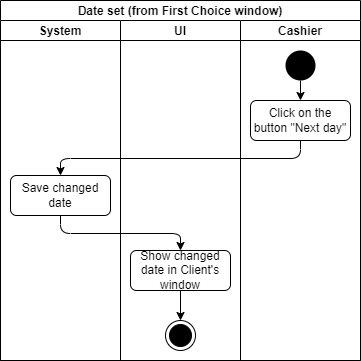 Date set (from First Choice window)
System
UI
Cashier
Click on the
button "Next day"
Save changed
date
Show changed
date in Client's
window